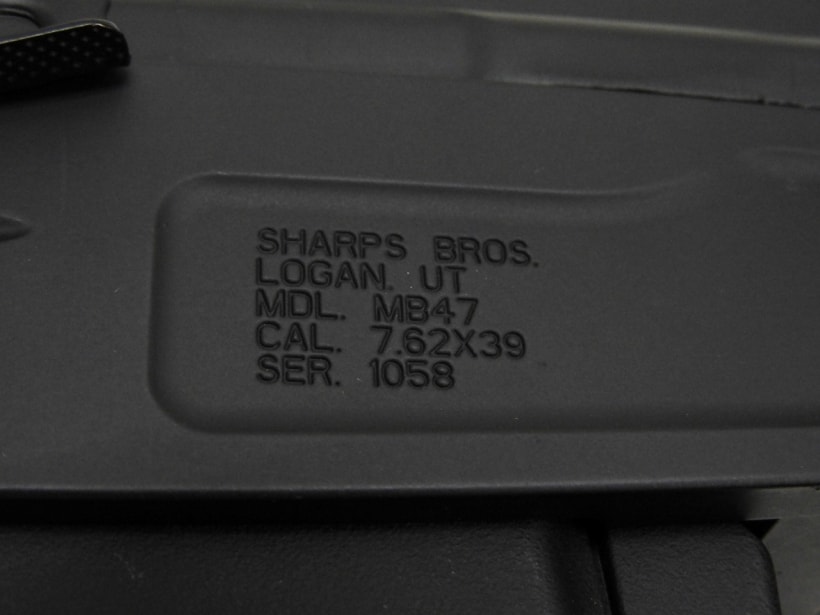 SHARPS BROS.
LOGAN. UT
MDL. MB47
CAL. 7.62X39
SER. 1058